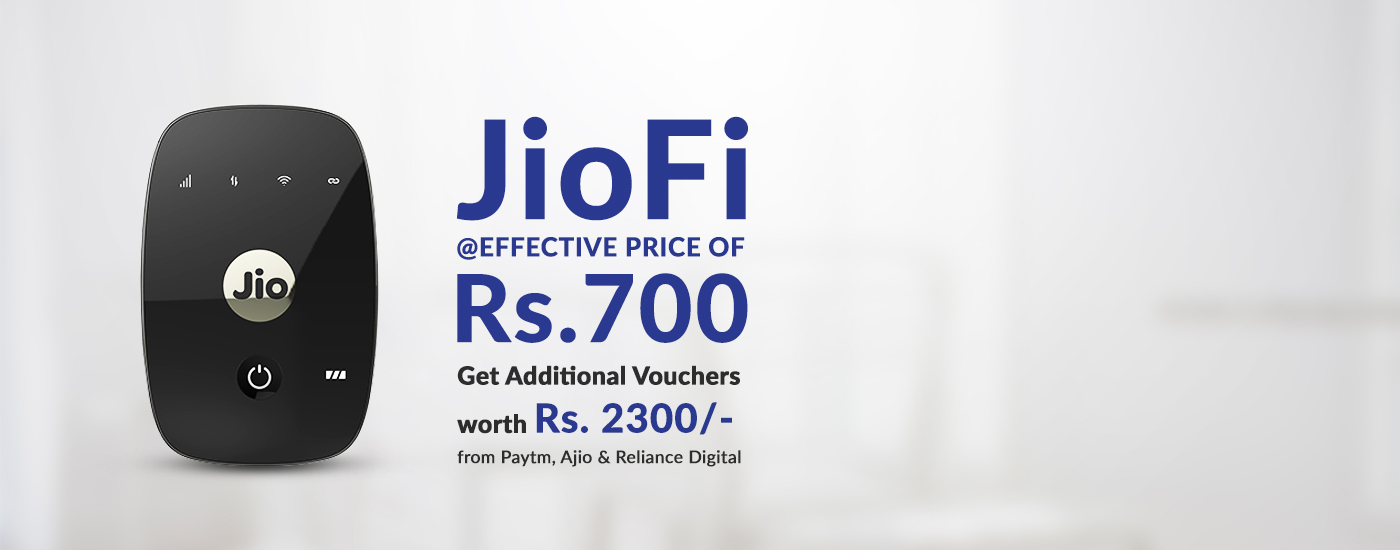 Jio
JioFi
@EFFECTIVE PRICE OF
Rs.700
Get Additional Vouchers
worth Rs. 2300/-
from Paytm, Ajio & Reliance Digital